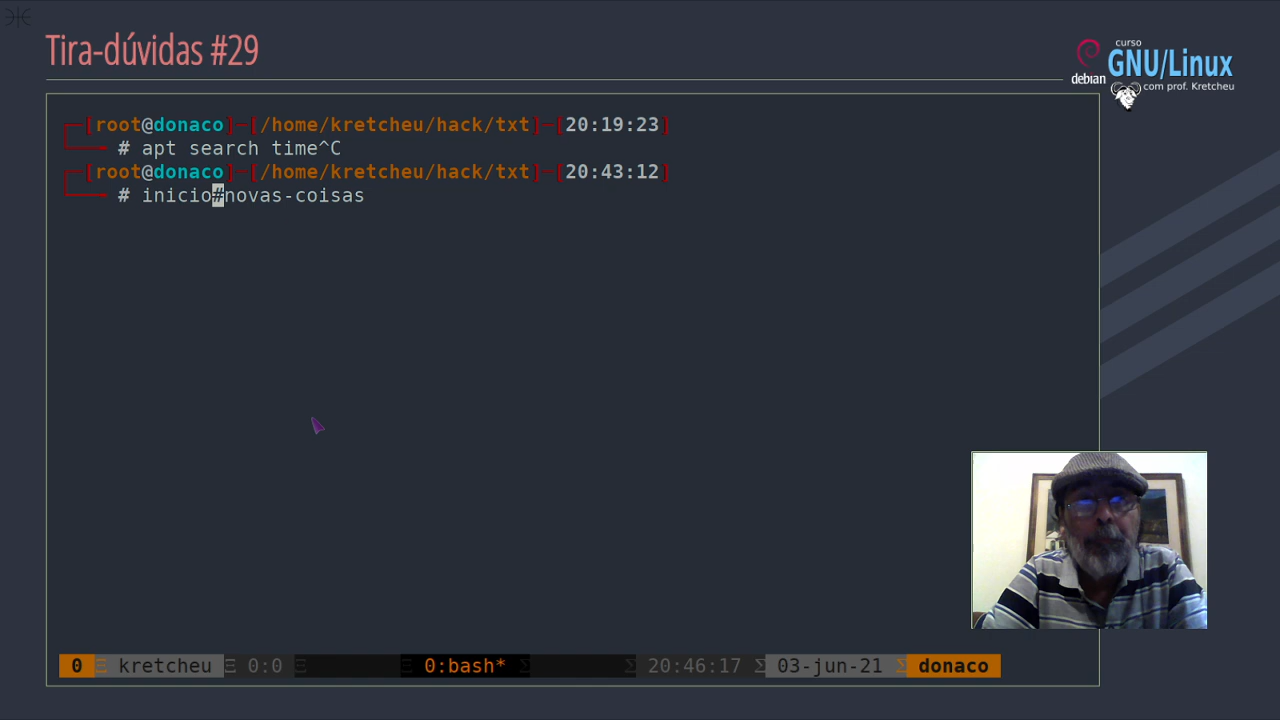 Tira-dúvidas #29
curso
GNU/Linux
debian
com prof. Kretcheu
[root@donaco]-[/home/kretcheu/hack/txt]-[20:19:23]
# apt search time^C
[root@donaco]-[/home/kretcheu/hack/txt]-[20:43:12]
# inicio#novas-coisas
0 Ξ kretcheu Ξ 0:0 Ξ Ξ 0:bash* Σ Σ 20:46:17 Σ 03-jun-21 Σ donaco